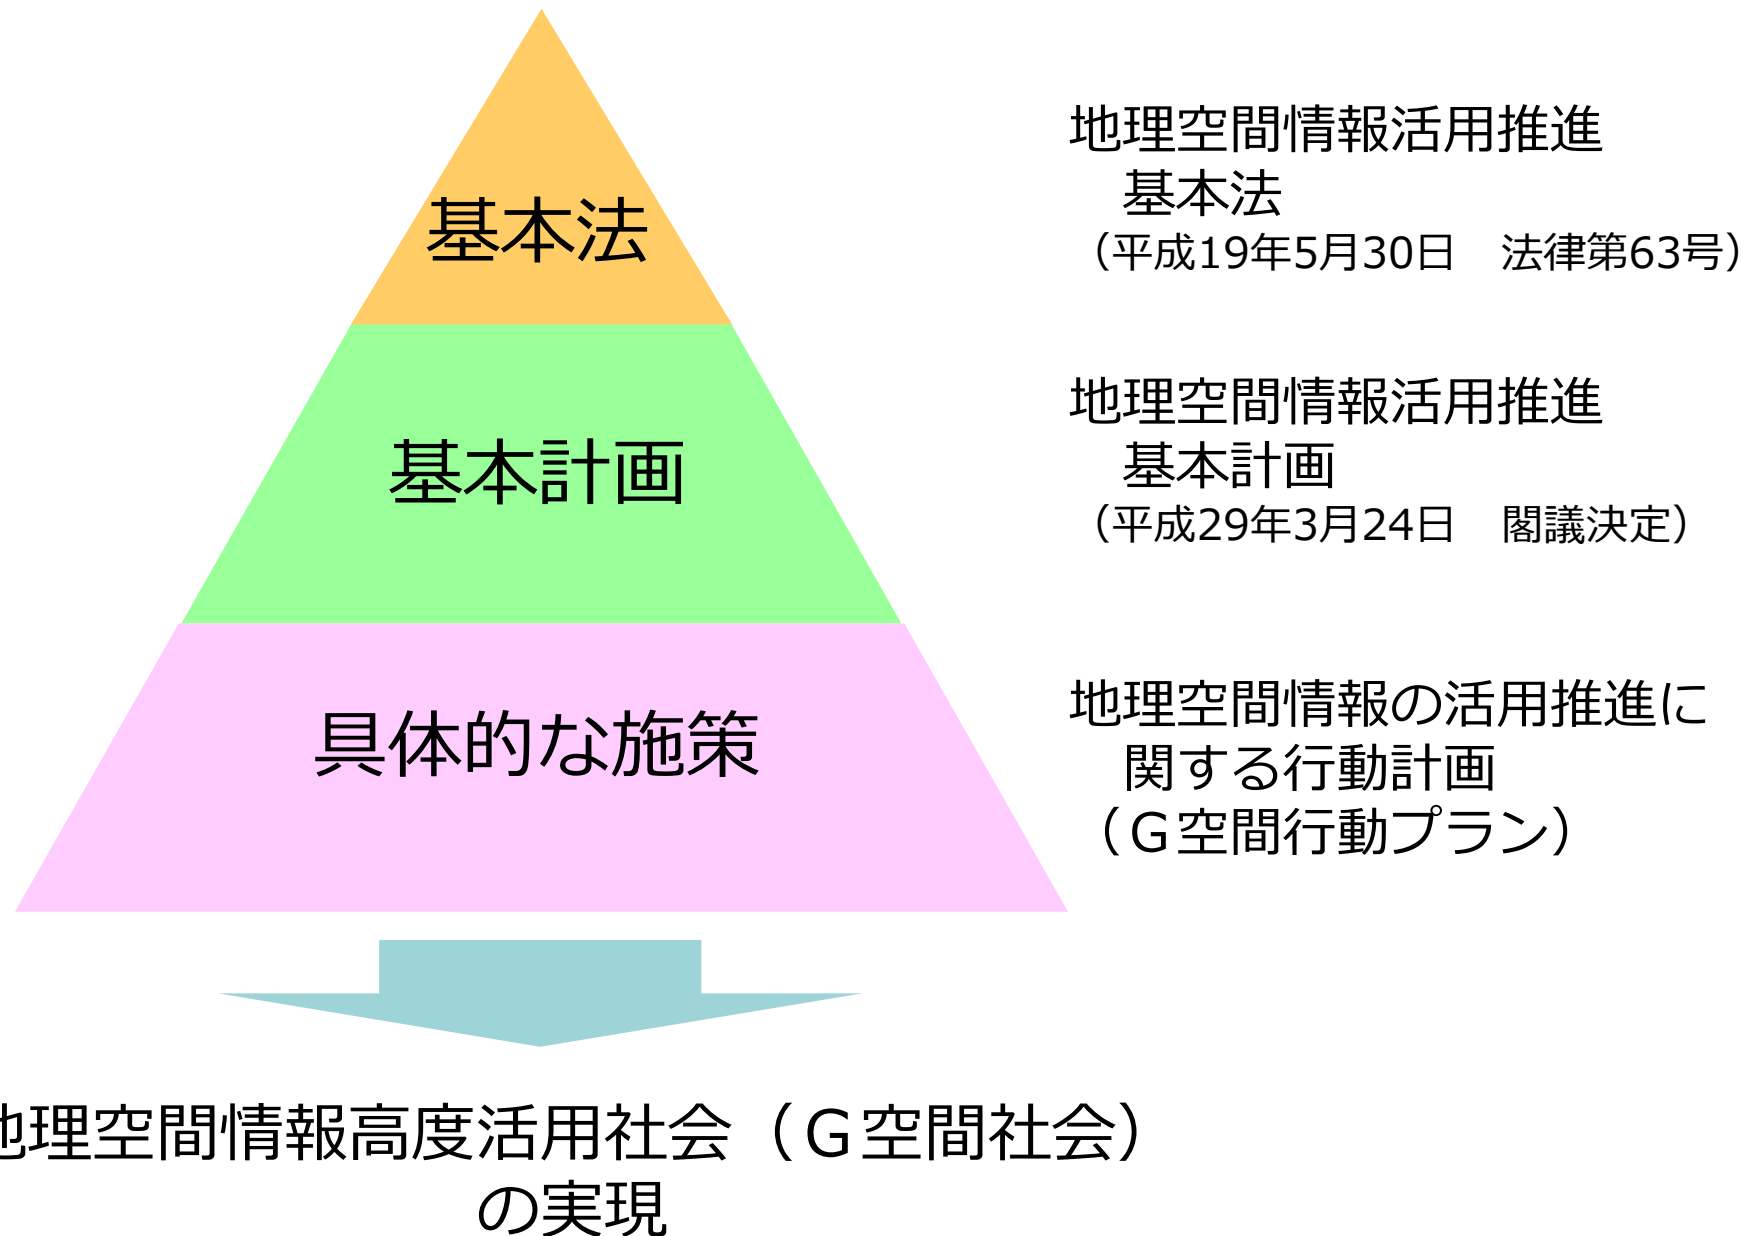 基本法
地理空間情報活用推進
基本法
（平成19年5月30日　法律第63号）
基本計画
地理空間情報活用推進
基本計画
（平成29年3月24日　閣議決定）
具体的な施策
地理空間情報の活用推進に
関する行動計画
（Ｇ空間行動プラン）
地理空間情報高度活用社会（Ｇ空間社会）
の実現